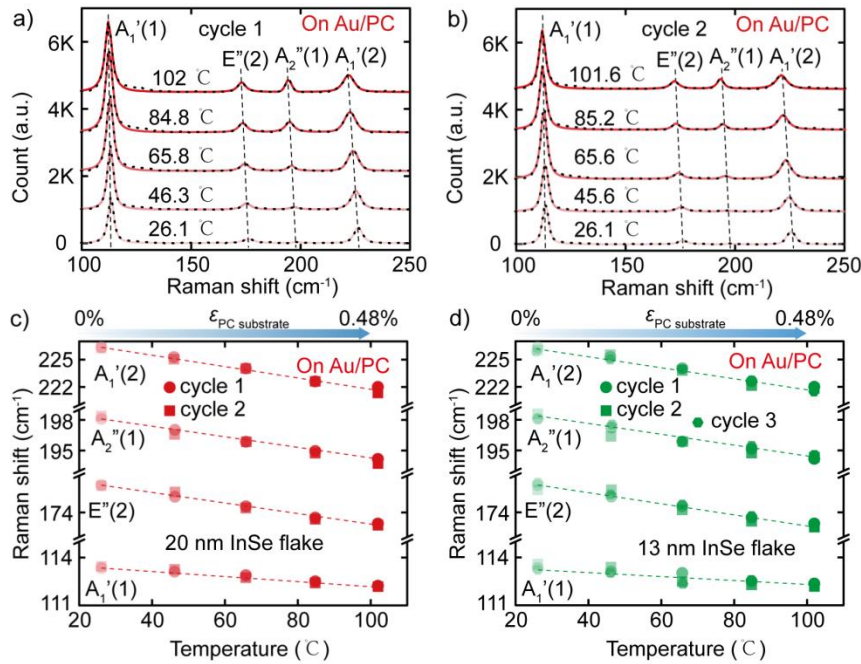 a)
A₁'(1)
cycle 1
On Au/PC
E"(2)
A₂"(1)
A₁'(2)
102 ℃
84.8 ℃
65.8 ℃
46.3 ℃
26.1 ℃
6K
4K
2K
0
Count (a.u.)
100 150 200 250
Raman shift (cm⁻¹)
b)
A₁'(1)
cycle 2
On Au/PC
E"(2)
A₂"(1)
A₁'(2)
101.6 ℃
85.2 ℃
65.6 ℃
45.6 ℃
26.1 ℃
6K
4K
2K
0
Count (a.u.)
100 150 200 250
Raman shift (cm⁻¹)
c)
0% ε PC substrate 0.48%
On Au/PC
225
222
198
195
174
114
111
Raman shift (cm⁻¹)
A₁'(2)
cycle 1
cycle 2
A₂"(1)
E"(2)
20 nm InSe flake
A₁'(1)
20 40 60 80 100
Temperature (℃)
d)
0% ε PC substrate 0.48%
On Au/PC
225
222
198
195
174
114
111
Raman shift (cm⁻¹)
A₁'(2)
cycle 1
cycle 2
cycle 3
A₂"(1)
E"(2)
13 nm InSe flake
A₁'(1)
20 40 60 80 100
Temperature (℃)